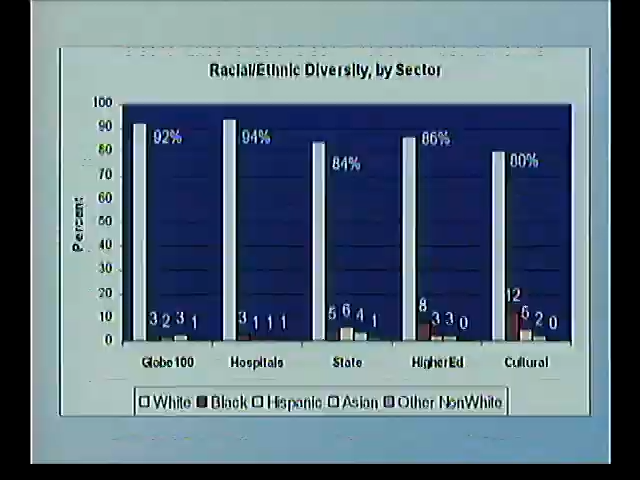 Racial/Ethnic Diversity, by Sector
100
90
80
70
60
50
40
30
20
10
0
Percent
92% 94% 84% 86% 80%
3 2 3 1
3 1 1 1
5 6 4 1
8 3 3 0
12 5 2 0
Globe100 Hospitals State HigherEd Cultural
White Black Hispanic Asian Other NonWhite